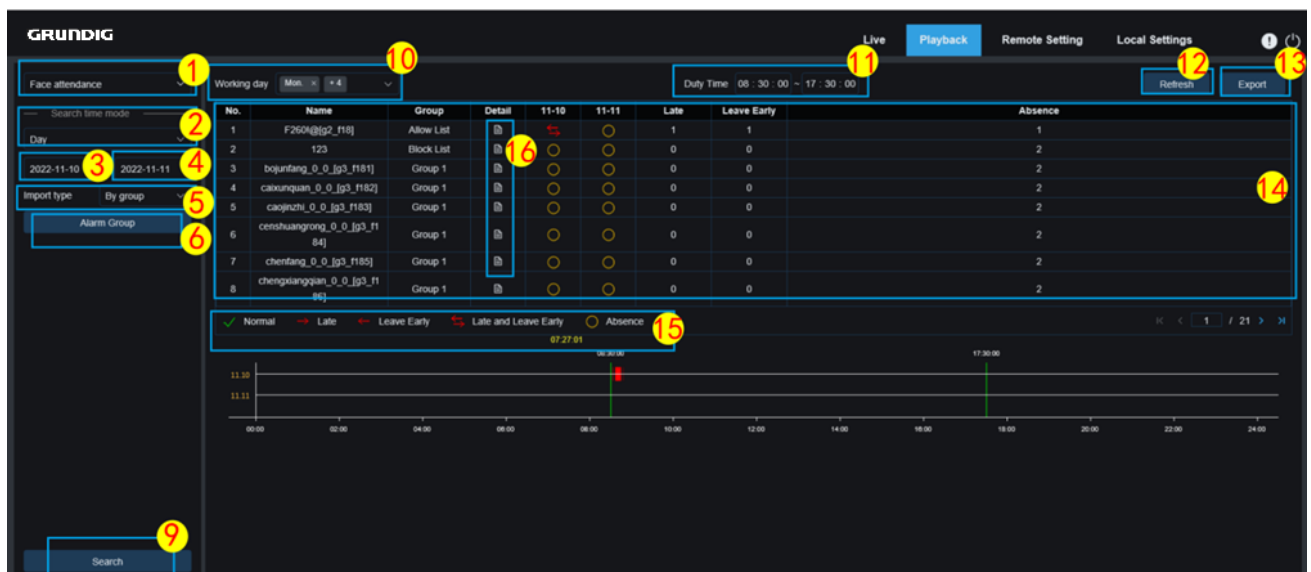 GRUNDIG
Live Playback Remote Setting Local Settings
1 10 11 12 13
Face attendance Working day Mon. × + 4 Duty Time 08 : 30 : 00 ~ 17 : 30 : 00 Refresh Export
Search time mode
2
Day
3 4
2022-11-10 2022-11-11
Import type By group 5
Alarm Group 6
No. Name Group Detail 11-10 11-11 Late Leave Early Absence
1 F260I@[g2_f18] Allow List 1 1 1
16
2 123 Block List 0 0 2
3 bojunfang_0_0_[g3_f181] Group 1 0 0 2
4 caixunquan_0_0_[g3_f182] Group 1 0 0 2
14
5 caojinzhi_0_0_[g3_f183] Group 1 0 0 2
6 censhuangrong_0_0_[g3_f1
84] Group 1 0 0 2
7 chenfang_0_0_[g3_f185] Group 1 0 0 2
8 chengxiangqian_0_0_[g3_f1
86] Group 1 0 0 2
Normal Late Leave Early Late and Leave Early Absence 15
1 / 21
07:27:01
08:30:00 17:30:00
11.10
11.11
00:00 02:00 04:00 06:00 08:00 10:00 12:00 14:00 16:00 18:00 20:00 22:00 24:00
9
Search